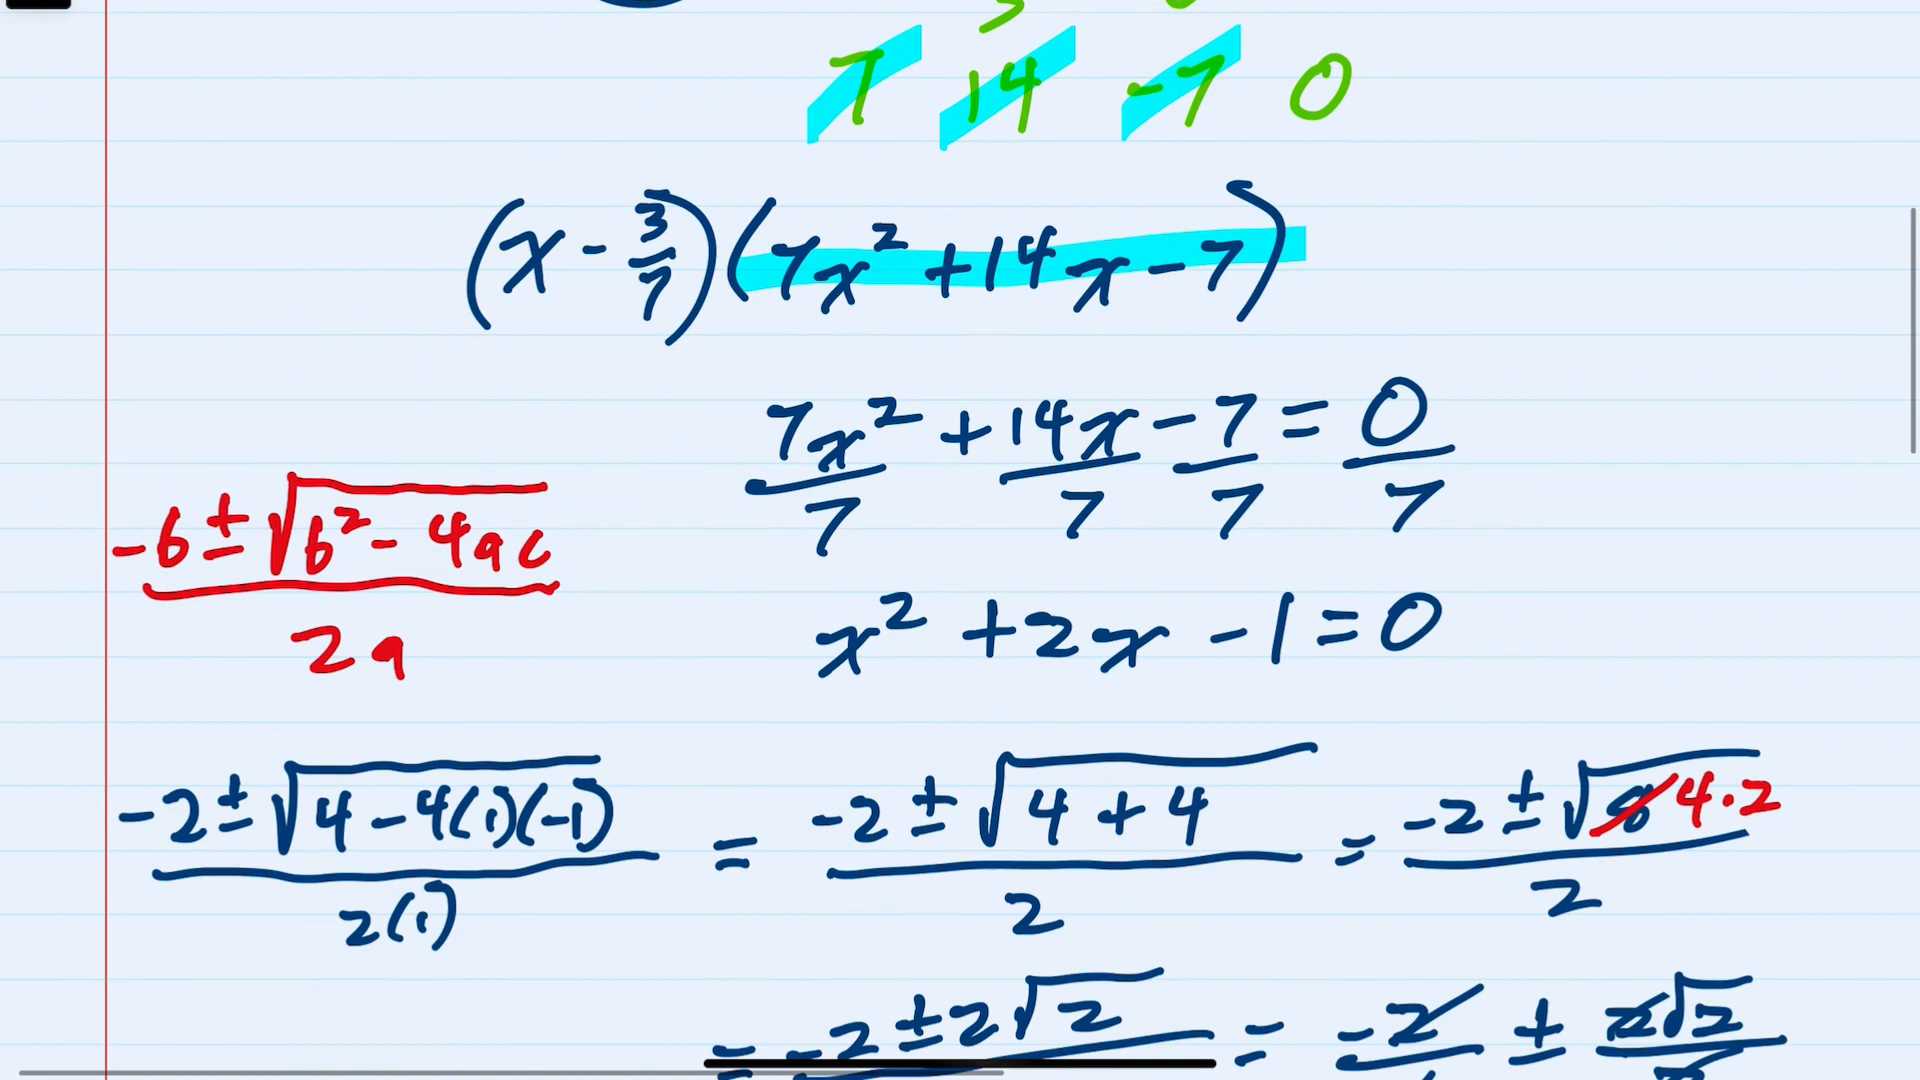 7 14 -7 0
(x - 3/7)(7x² + 14x - 7)
7x²/7 + 14x/7 - 7/7 = 0/7
-b ± √(b² - 4ac) / 2a
x² + 2x - 1 = 0
-2 ± √(4 - 4(1)(-1)) / 2(1) = -2 ± √(4 + 4) / 2 = -2 ± √(8 4·2) / 2
= -2 ± 2√2 = -2 ± 2√2